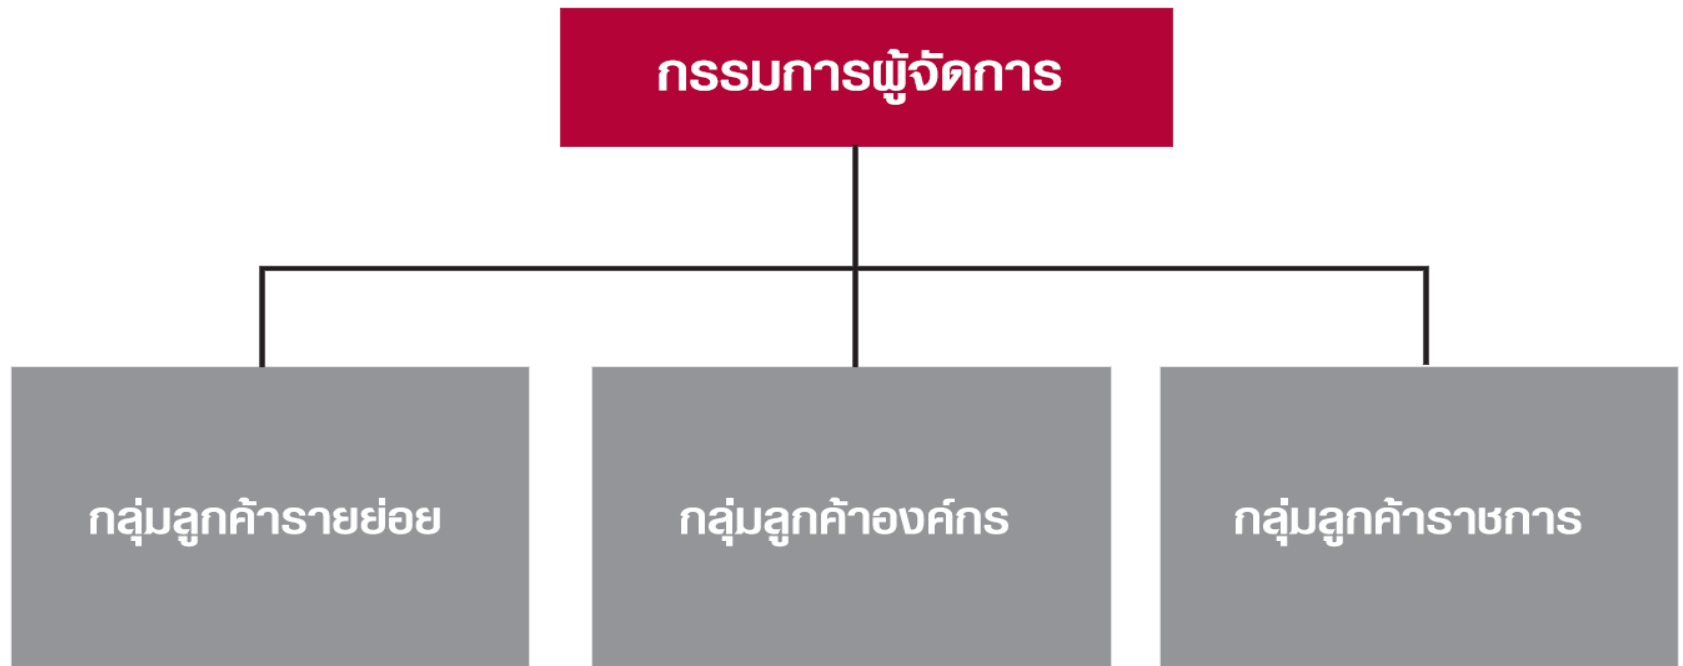 กรรมการผู้จัดการ
กลุ่มลูกค้ารายย่อย
กลุ่มลูกค้าองค์กร
กลุ่มลูกค้าราชการ